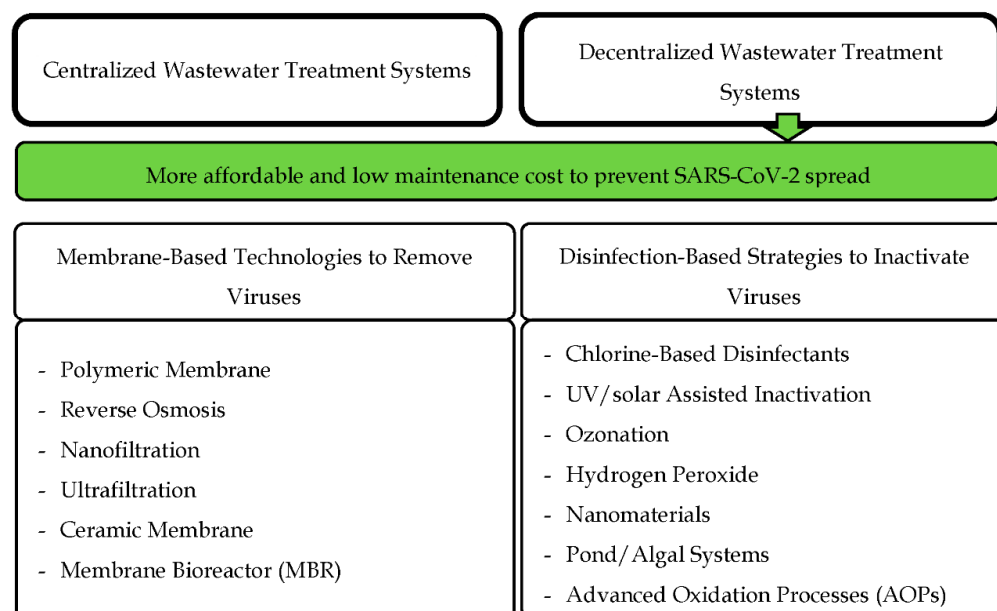 Centralized Wastewater Treatment Systems
Decentralized Wastewater Treatment
Systems
More affordable and low maintenance cost to prevent SARS-CoV-2 spread
Membrane-Based Technologies to Remove
Viruses
- Polymeric Membrane
- Reverse Osmosis
- Nanofiltration
- Ultrafiltration
- Ceramic Membrane
- Membrane Bioreactor (MBR)
Disinfection-Based Strategies to Inactivate
Viruses
- Chlorine-Based Disinfectants
- UV/solar Assisted Inactivation
- Ozonation
- Hydrogen Peroxide
- Nanomaterials
- Pond/Algal Systems
- Advanced Oxidation Processes (AOPs)